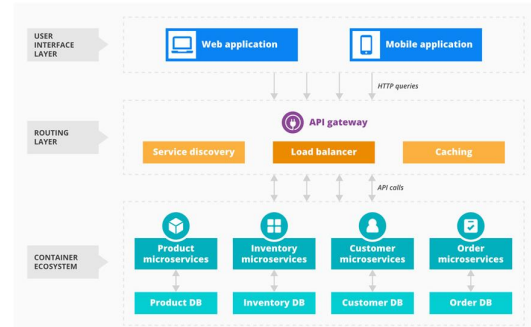 USER
INTERFACE
LAYER
Web application
Mobile application
HTTP queries
ROUTING
LAYER
API gateway
Service discovery
Load balancer
Caching
API calls
CONTAINER
ECOSYSTEM
Product
microservices
Inventory
microservices
Customer
microservices
Order
microservices
Product DB
Inventory DB
Customer DB
Order DB